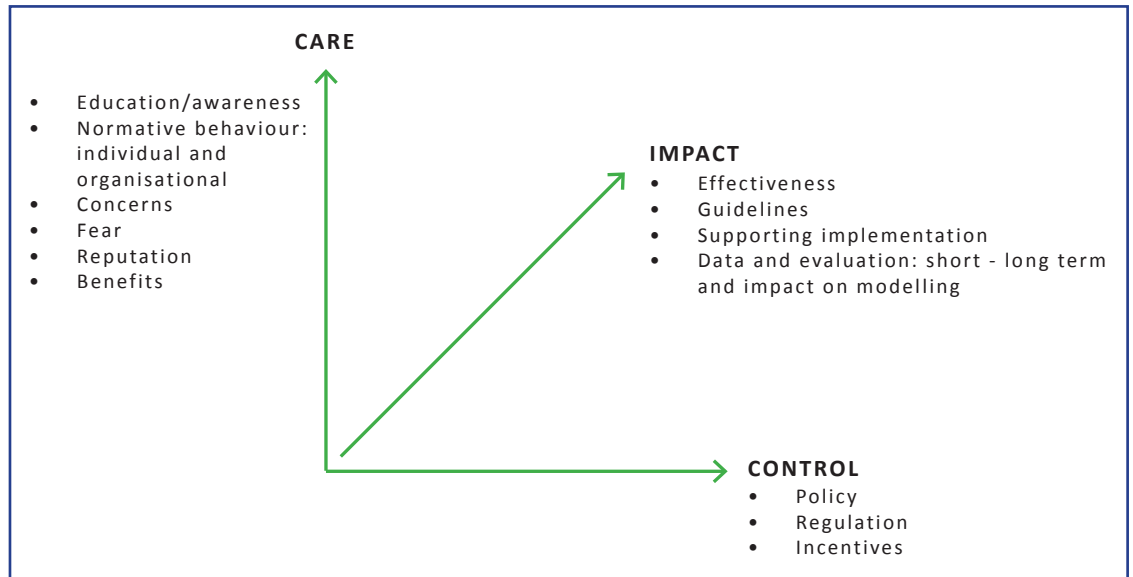 CARE
• Education/awareness
• Normative behaviour:
individual and
organisational
• Concerns
• Fear
• Reputation
• Benefits
IMPACT
• Effectiveness
• Guidelines
• Supporting implementation
• Data and evaluation: short - long term
and impact on modelling
CONTROL
• Policy
• Regulation
• Incentives